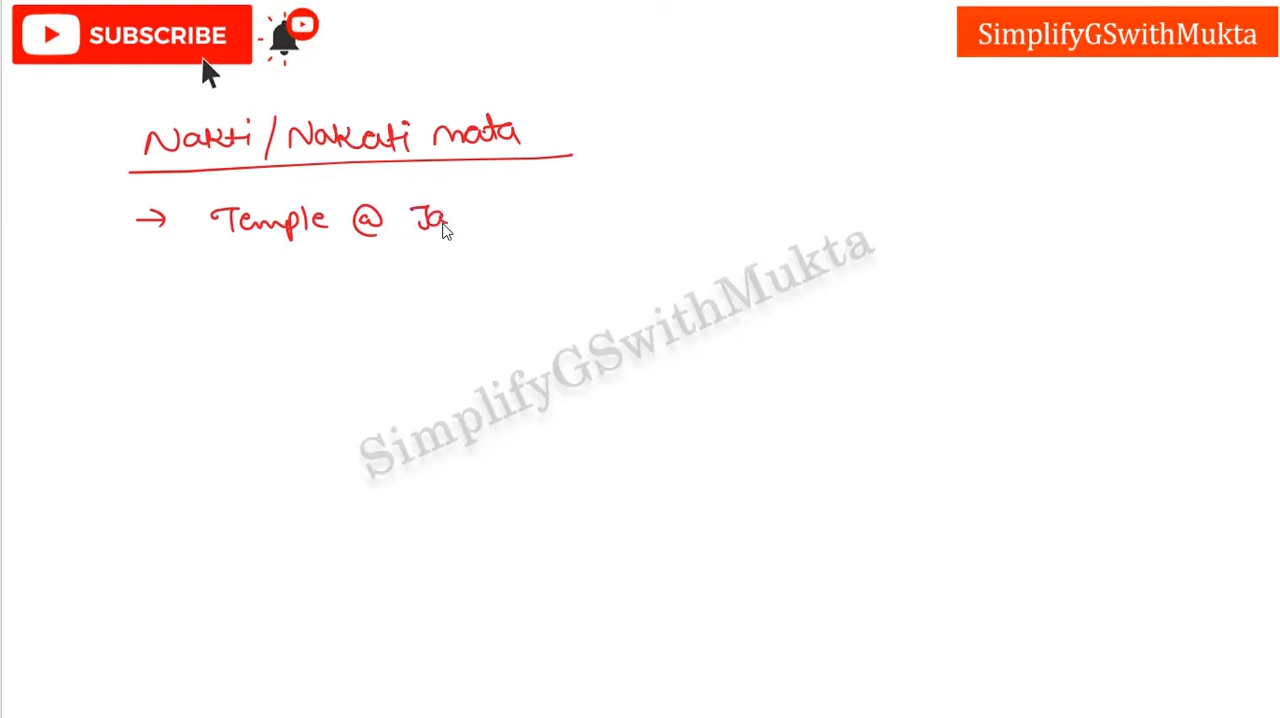 SUBSCRIBE
SimplifyGSwithMukta
Nakti/Nakati mata
→ Temple @ Ja
SimplifyGSwithMukta